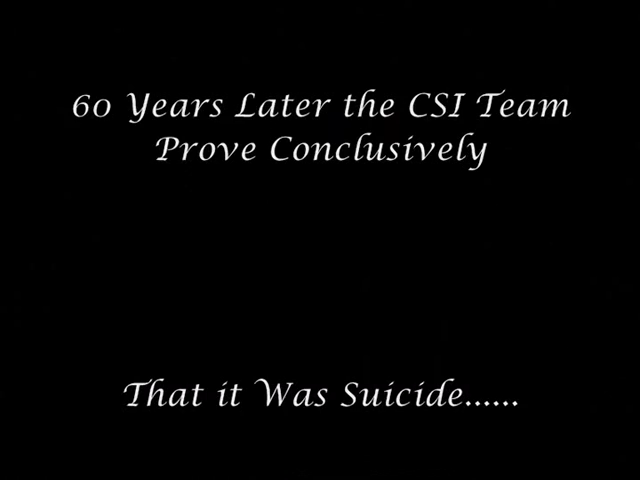 60 Years Later the CSI Team
Prove Conclusively
That it Was Suicide......